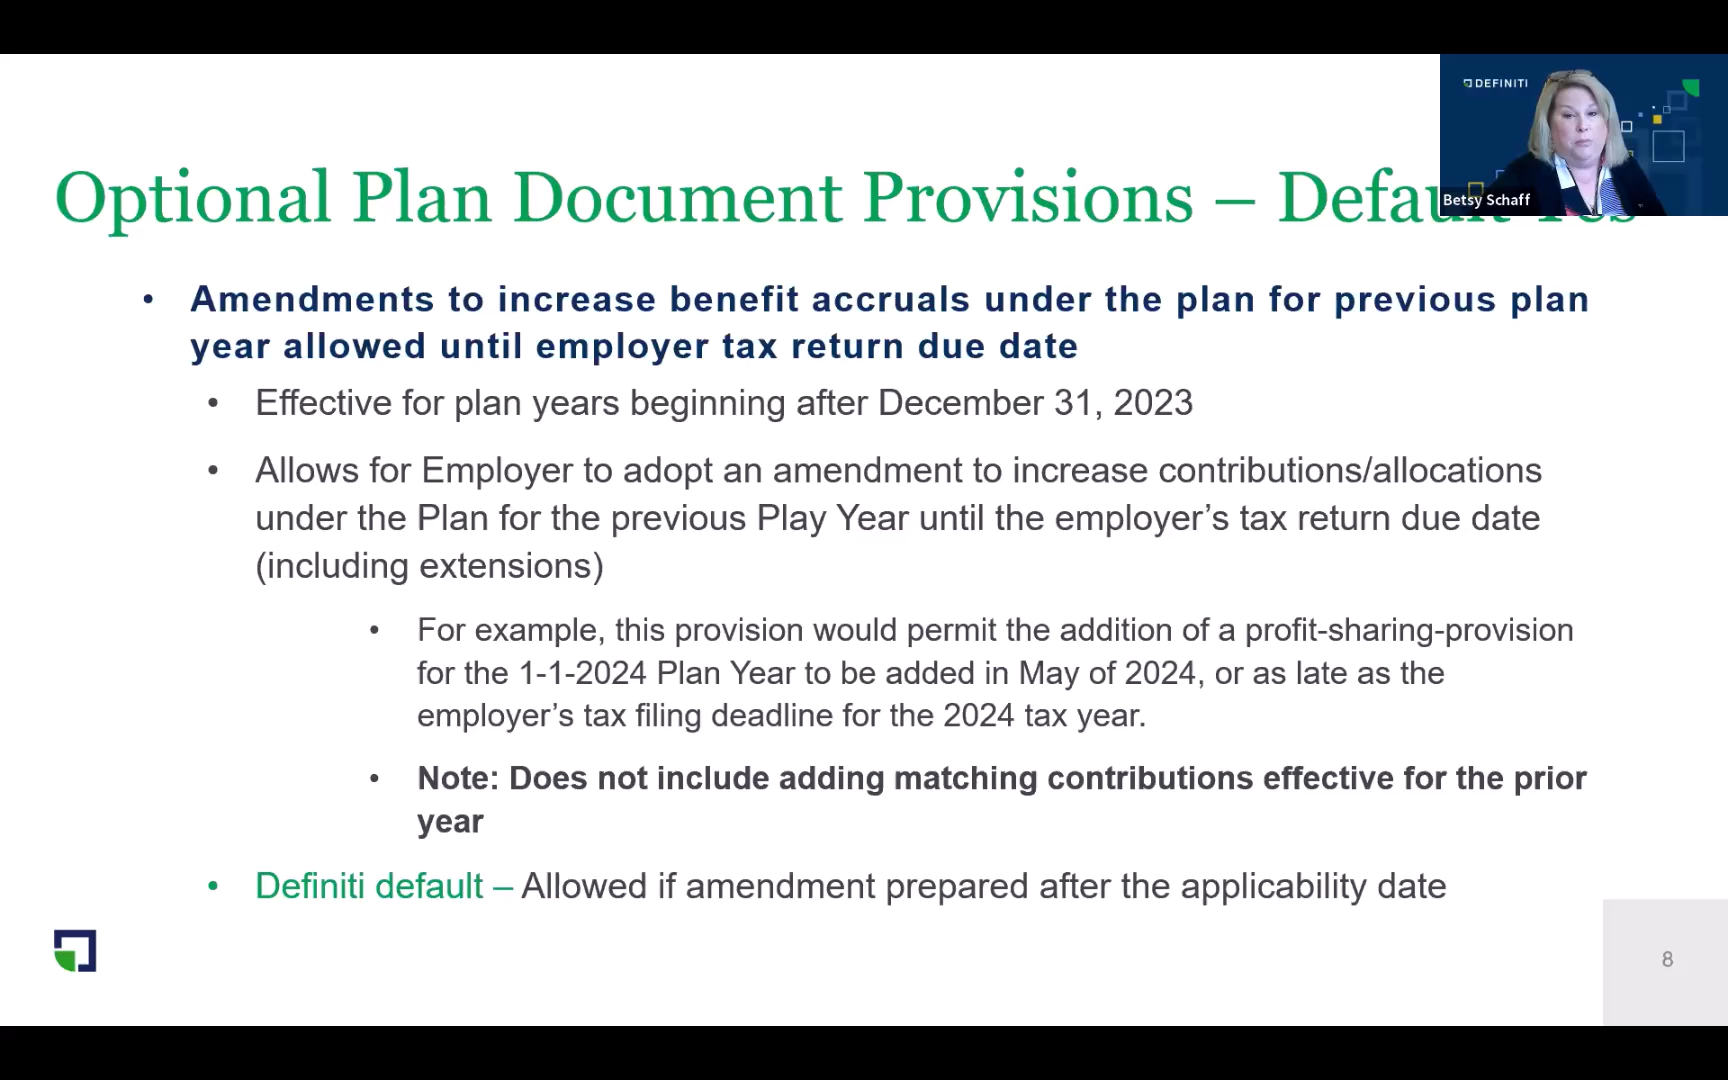 DEFINITI
Betsy Schaff
Optional Plan Document Provisions –
Amendments to increase benefit accruals under the plan for previous plan
year allowed until employer tax return due date
Effective for plan years beginning after December 31, 2023
Allows for Employer to adopt an amendment to increase contributions/allocations
under the Plan for the previous Play Year until the employer’s tax return due date
(including extensions)
For example, this provision would permit the addition of a profit-sharing-provision
for the 1-1-2024 Plan Year to be added in May of 2024, or as late as the
employer’s tax filing deadline for the 2024 tax year.
Note: Does not include adding matching contributions effective for the prior
year
Definiti default – Allowed if amendment prepared after the applicability date
8